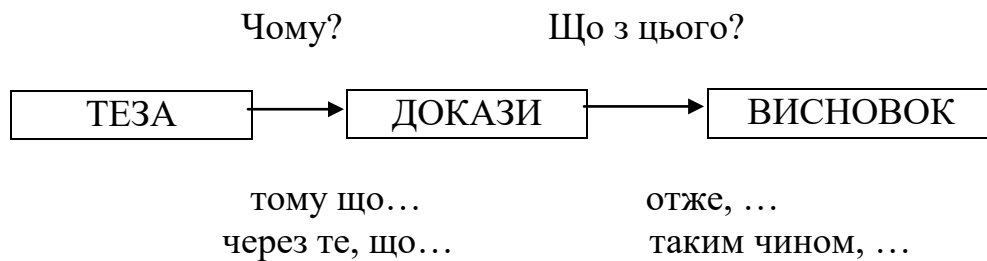 Чому? Що з цього?
ТЕЗА ДОКАЗИ ВИСНОВОК
тому що… отже, …
через те, що… таким чином, …